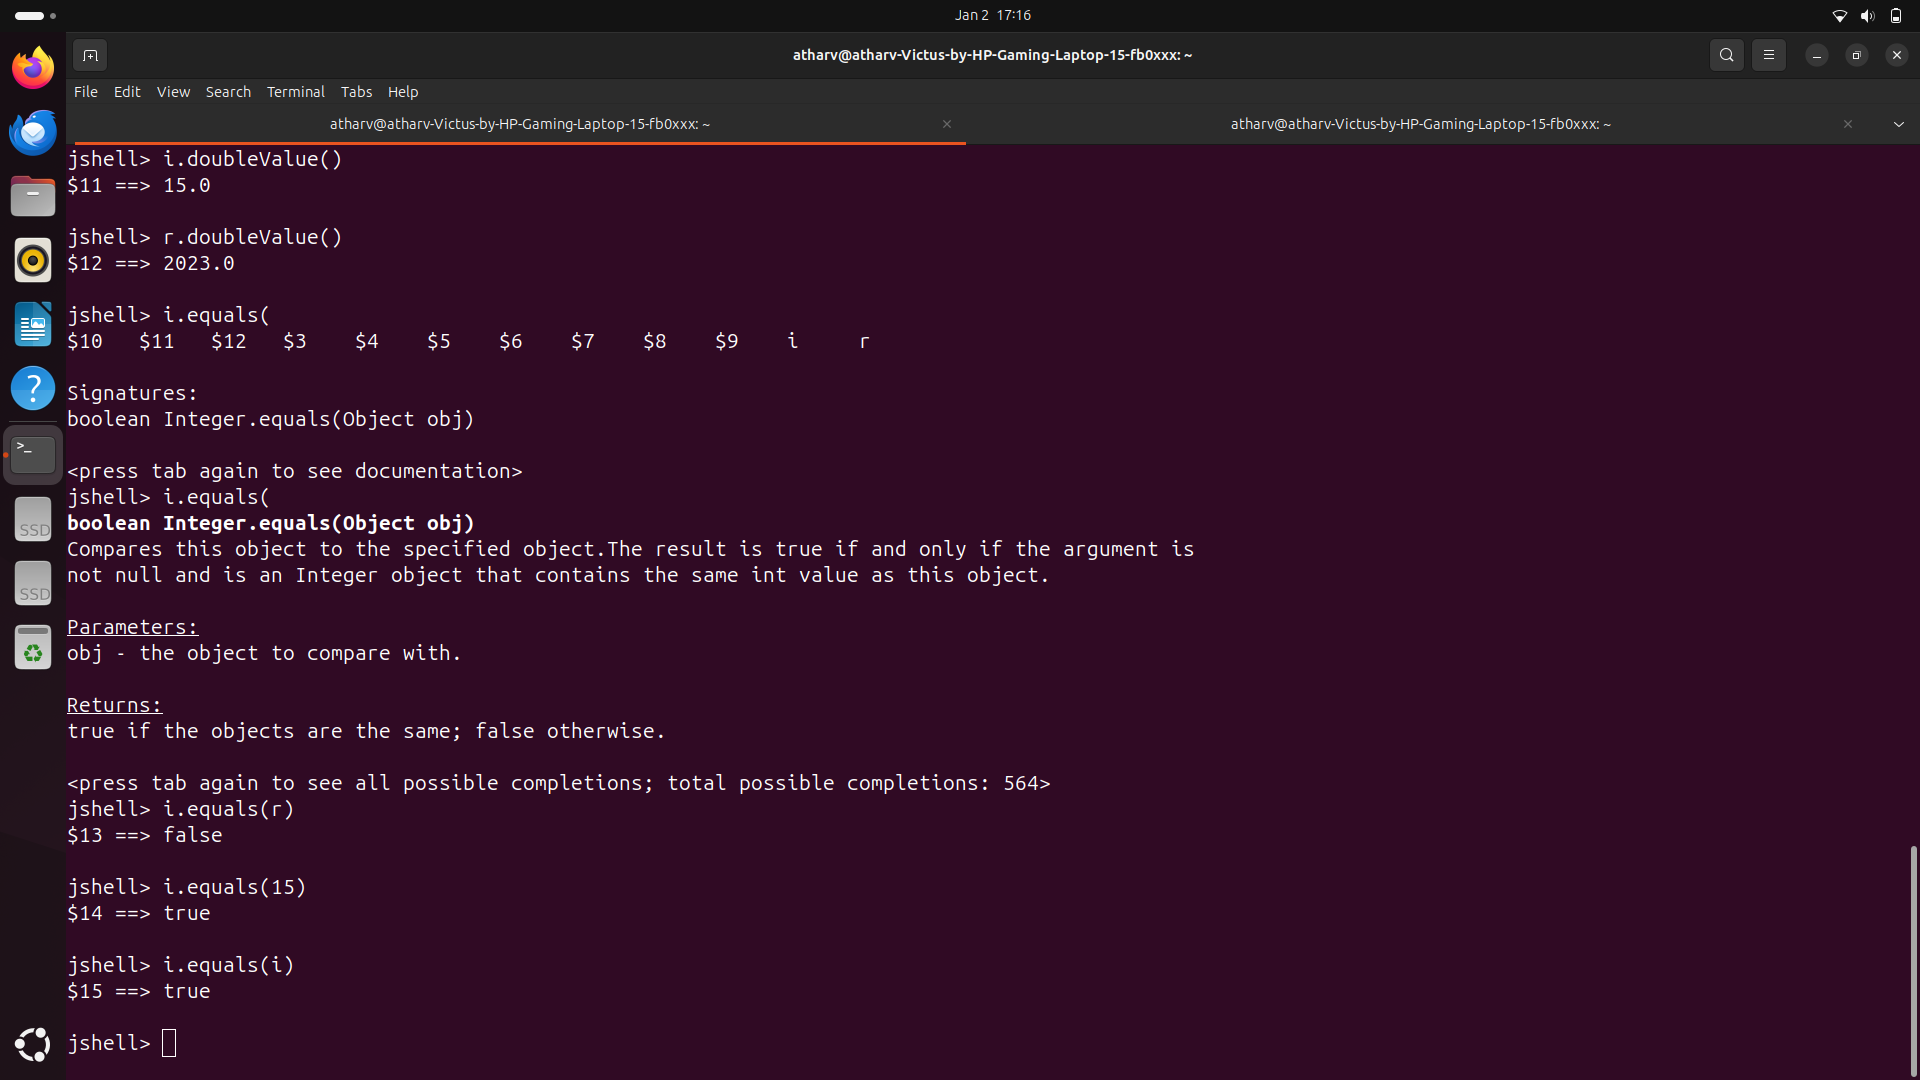 Jan 2 17:16
atharv@atharv-Victus-by-HP-Gaming-Laptop-15-fb0xxx: ~
File Edit View Search Terminal Tabs Help
atharv@atharv-Victus-by-HP-Gaming-Laptop-15-fb0xxx: ~ atharv@atharv-Victus-by-HP-Gaming-Laptop-15-fb0xxx: ~
jshell> i.doubleValue()
$11 ==> 15.0
jshell> r.doubleValue()
$12 ==> 2023.0
jshell> i.equals(
$10 $11 $12 $3 $4 $5 $6 $7 $8 $9 i r
Signatures:
boolean Integer.equals(Object obj)
<press tab again to see documentation>
jshell> i.equals(
boolean Integer.equals(Object obj)
Compares this object to the specified object.The result is true if and only if the argument is
not null and is an Integer object that contains the same int value as this object.
Parameters:
obj - the object to compare with.
Returns:
true if the objects are the same; false otherwise.
<press tab again to see all possible completions; total possible completions: 564>
jshell> i.equals(r)
$13 ==> false
jshell> i.equals(15)
$14 ==> true
jshell> i.equals(i)
$15 ==> true
jshell>
SSD
SSD